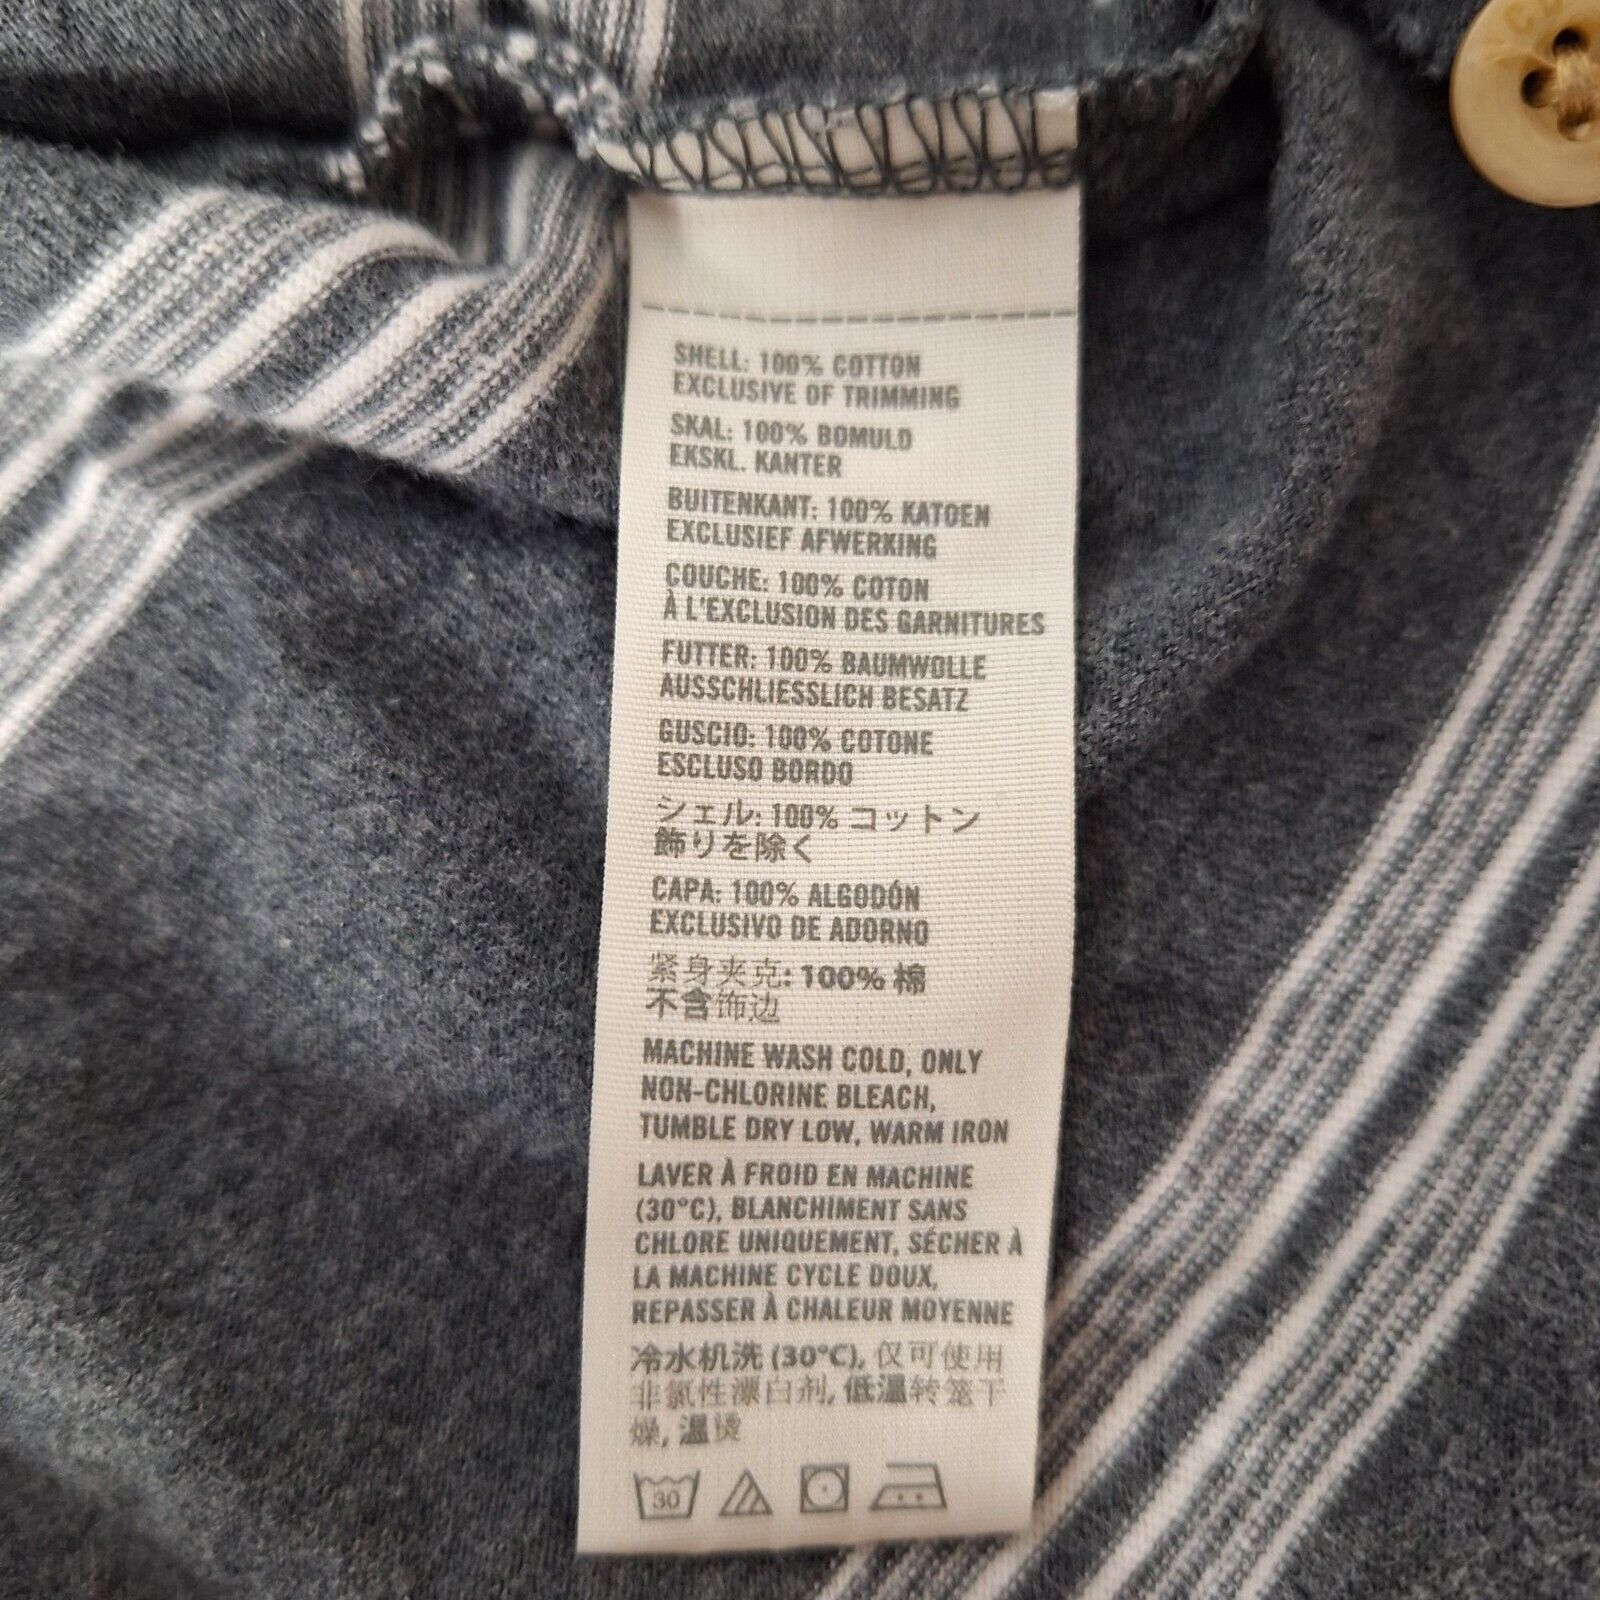 SHELL: 100% COTTON
EXCLUSIVE OF TRIMMING
SKAL: 100% BOMULD
EKSKL. KANTER
BUITENKANT: 100% KATOEN
EXCLUSIEF AFWERKING
COUCHE: 100% COTON
À L'EXCLUSION DES GARNITURES
FUTTER: 100% BAUMWOLLE
AUSSCHLIESSLICH BESATZ
GUSCIO: 100% COTONE
ESCLUSO BORDO
シェル: 100% コットン
飾りを除く
CAPA: 100% ALGODÓN
EXCLUSIVO DE ADORNO
紧身夹克: 100% 棉
不含饰边
MACHINE WASH COLD, ONLY
NON-CHLORINE BLEACH,
TUMBLE DRY LOW, WARM IRON
LAVER À FROID EN MACHINE
(30°C), BLANCHIMENT SANS
CHLORE UNIQUEMENT, SÉCHER À
LA MACHINE CYCLE DOUX,
REPASSER À CHALEUR MOYENNE
冷水机洗 (30°C), 仅可使用
非氯性漂白剂, 低温转笼干
燥, 温烫
30